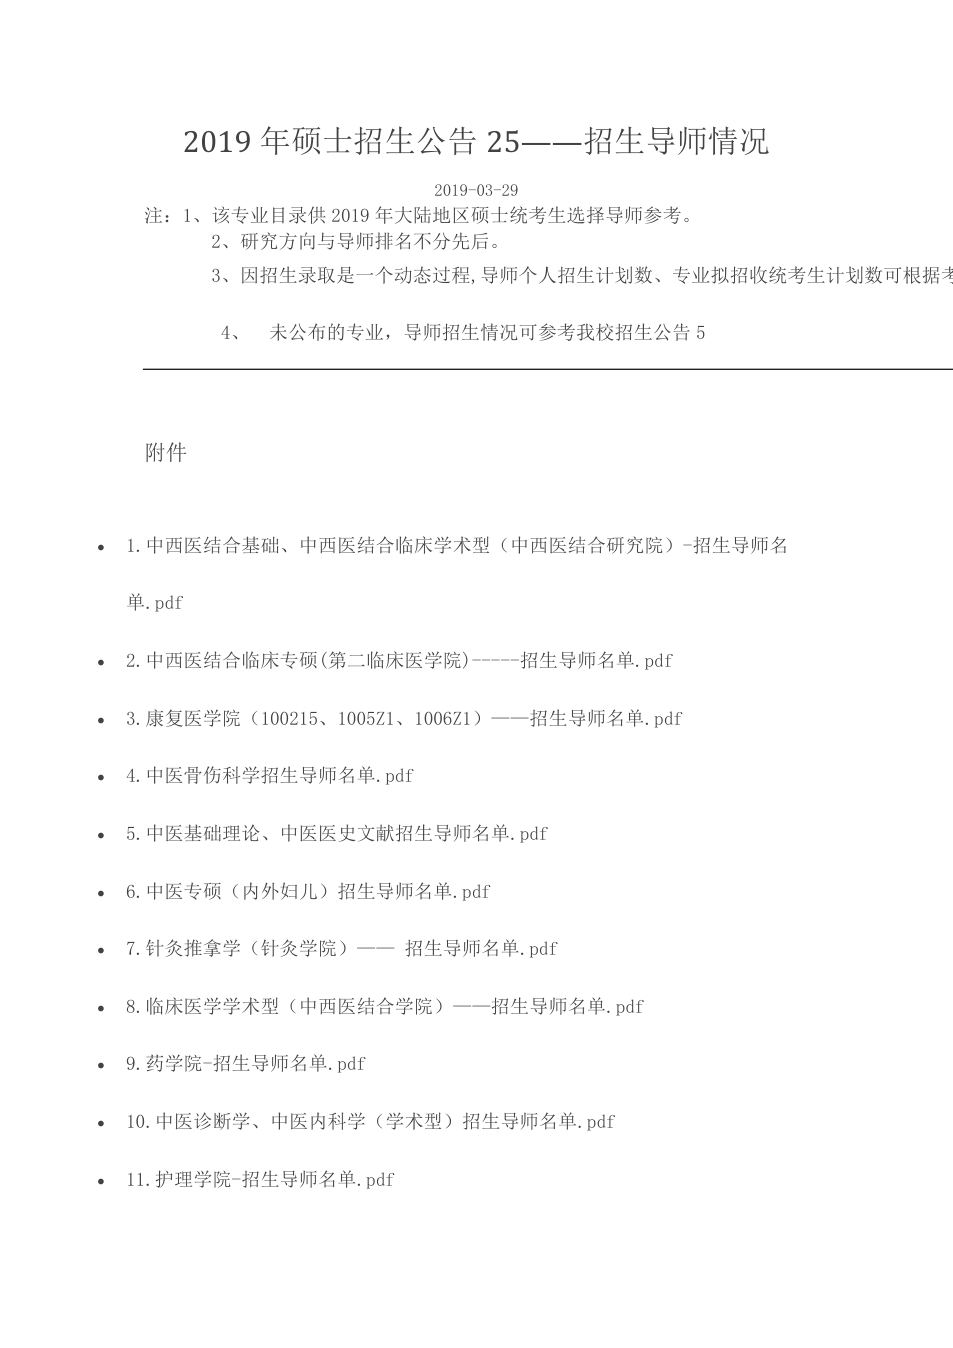 2019 年硕士招生公告 25——招生导师情况
2019-03-29
注：1、该专业目录供 2019 年大陆地区硕士统考生选择导师参考。
2、研究方向与导师排名不分先后。
3、因招生录取是一个动态过程,导师个人招生计划数、专业拟招收统考生计划数可根据考
4、 未公布的专业，导师招生情况可参考我校招生公告 5
附件
• 1.中西医结合基础、中西医结合临床学术型（中西医结合研究院）-招生导师名
单.pdf
• 2.中西医结合临床专硕(第二临床医学院)-----招生导师名单.pdf
• 3.康复医学院（100215、1005Z1、1006Z1）——招生导师名单.pdf
• 4.中医骨伤科学招生导师名单.pdf
• 5.中医基础理论、中医医史文献招生导师名单.pdf
• 6.中医专硕（内外妇儿）招生导师名单.pdf
• 7.针灸推拿学（针灸学院）—— 招生导师名单.pdf
• 8.临床医学学术型（中西医结合学院）——招生导师名单.pdf
• 9.药学院-招生导师名单.pdf
• 10.中医诊断学、中医内科学（学术型）招生导师名单.pdf
• 11.护理学院-招生导师名单.pdf